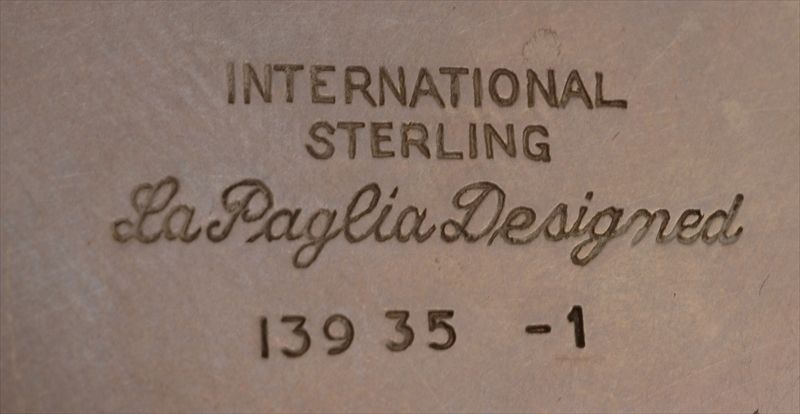 INTERNATIONAL
STERLING
La Paglia Designed
139 35 -1